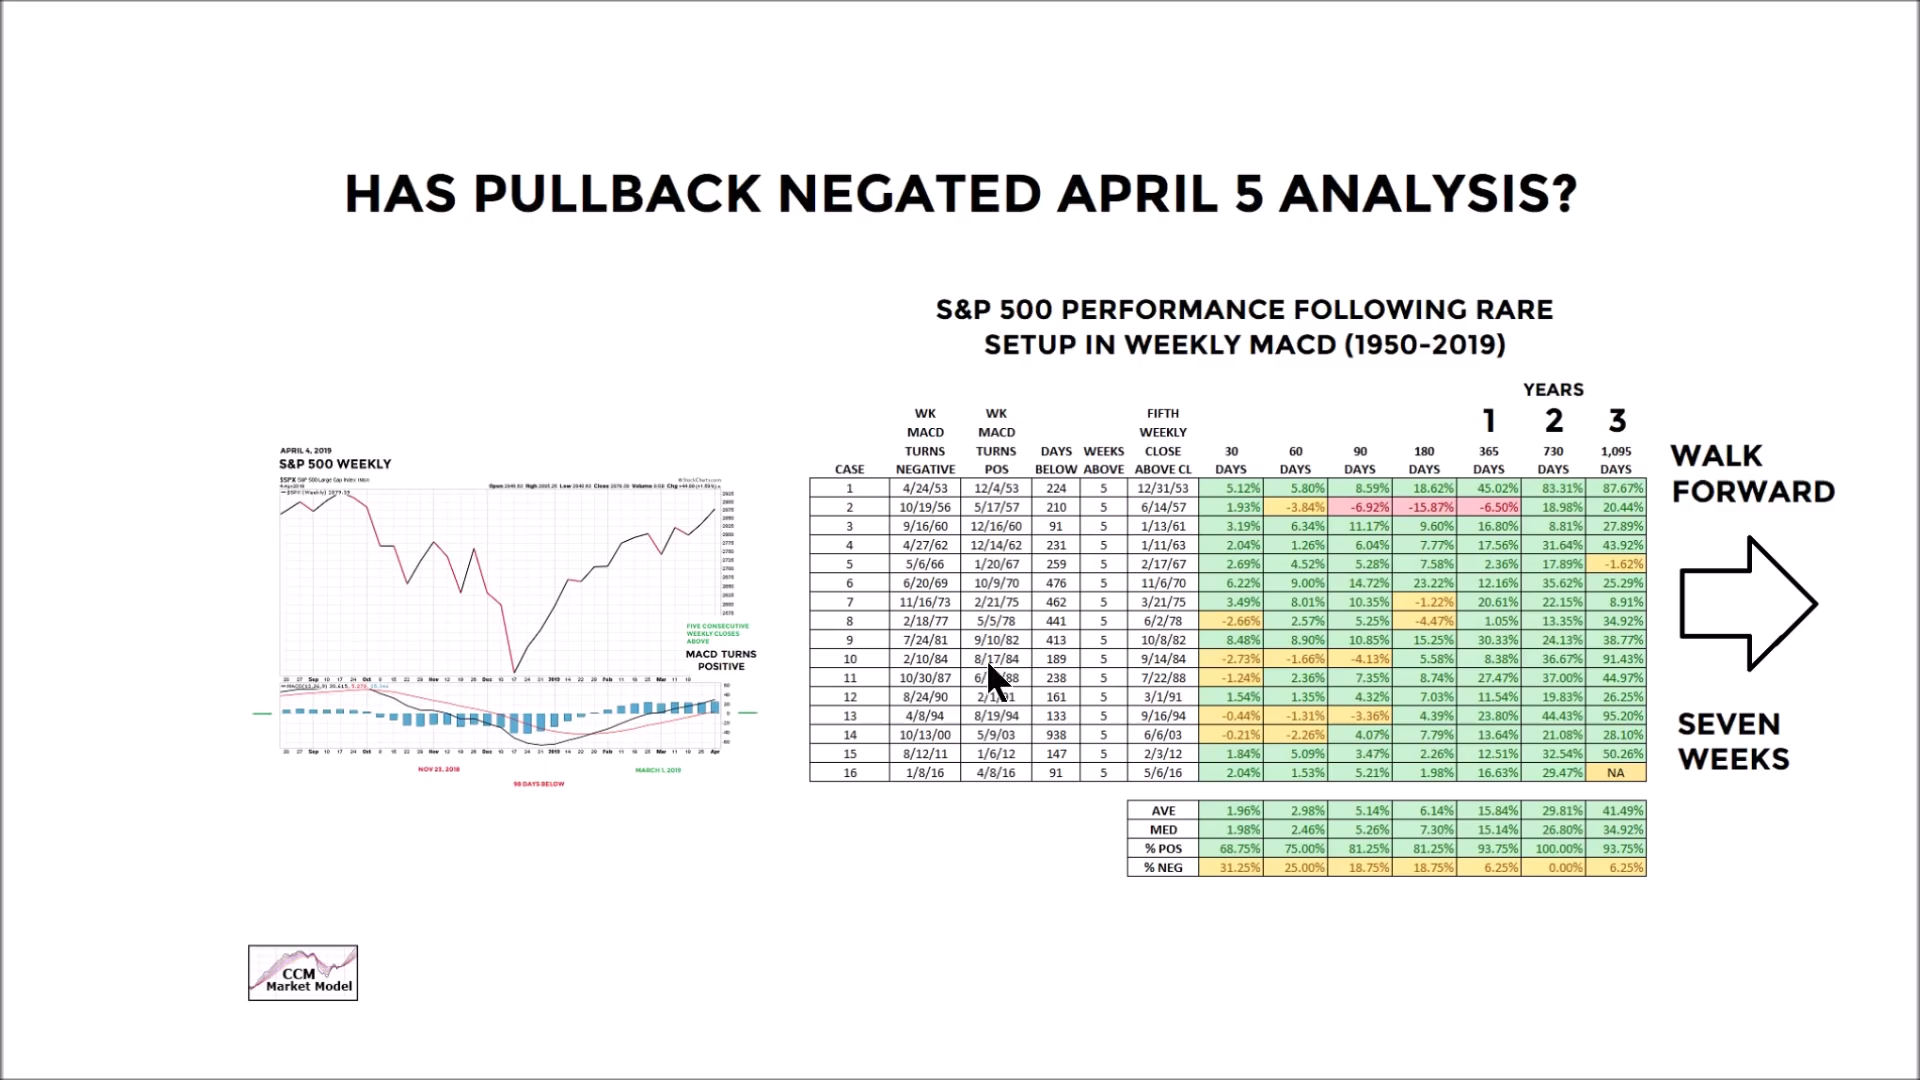 HAS PULLBACK NEGATED APRIL 5 ANALYSIS?
S&P 500 PERFORMANCE FOLLOWING RARE
SETUP IN WEEKLY MACD (1950-2019)
YEARS
WK WK FIFTH 1 2 3
MACD MACD WEEKLY
TURNS TURNS DAYS WEEKS CLOSE 30 60 90 180 365 730 1,095
CASE NEGATIVE POS BELOW ABOVE ABOVE CL DAYS DAYS DAYS DAYS DAYS DAYS DAYS
1 4/24/53 12/4/53 224 5 12/31/53 5.12% 5.80% 8.59% 18.62% 45.02% 83.31% 87.67%
2 10/19/56 5/17/57 210 5 6/14/57 1.93% -3.84% -6.92% -15.87% -6.50% 18.98% 20.44%
3 9/16/60 12/16/60 91 5 1/13/61 3.19% 6.34% 11.17% 9.60% 16.80% 8.81% 27.89%
4 4/27/62 12/14/62 231 5 1/11/63 2.04% 1.26% 6.04% 7.77% 17.56% 31.64% 43.92%
5 5/6/66 1/20/67 259 5 2/17/67 2.69% 4.52% 5.28% 7.58% 2.36% 17.89% -1.62%
6 6/20/69 10/9/70 476 5 11/6/70 6.22% 9.00% 14.72% 23.22% 12.16% 35.62% 25.29%
7 11/16/73 2/21/75 462 5 3/21/75 3.49% 8.01% 10.35% -1.22% 20.61% 22.15% 8.91%
8 2/18/77 5/5/78 441 5 6/2/78 -2.66% 2.57% 5.25% -4.47% 1.05% 13.35% 34.92%
9 7/24/81 9/10/82 413 5 10/8/82 8.48% 8.90% 10.85% 15.25% 30.33% 24.13% 38.77%
10 2/10/84 8/17/84 189 5 9/14/84 -2.73% -1.66% -4.13% 5.58% 8.38% 36.67% 91.43%
11 10/30/87 238 5 7/22/88 -1.24% 2.36% 7.35% 8.74% 27.47% 37.00% 44.97%
12 8/24/90 161 5 3/1/91 1.54% 1.35% 4.32% 7.03% 11.54% 19.83% 26.25%
13 4/8/94 8/19/94 133 5 9/16/94 -0.44% -1.31% -3.36% 4.39% 23.80% 44.43% 95.20%
14 10/13/00 5/9/03 938 5 6/6/03 -0.21% -2.26% 4.07% 7.79% 13.64% 21.08% 28.10%
15 8/12/11 1/6/12 147 5 2/3/12 1.84% 5.09% 3.47% 2.26% 12.51% 32.54% 50.26%
16 1/8/16 4/8/16 91 5 5/6/16 2.04% 1.53% 5.21% 1.98% 16.63% 29.47% NA
AVE 1.96% 2.98% 5.14% 6.14% 15.84% 29.81% 41.49%
MED 1.98% 2.46% 5.26% 7.30% 15.14% 26.80% 34.92%
% POS 68.75% 75.00% 81.25% 81.25% 93.75% 100.00% 93.75%
% NEG 31.25% 25.00% 18.75% 18.75% 6.25% 0.00% 6.25%
WALK
FORWARD
SEVEN
WEEKS
APRIL 4, 2019
S&P 500 WEEKLY
FIVE CONSECUTIVE
WEEKLY CLOSES
ABOVE
MACD TURNS
POSITIVE
NOV 23, 2018
MARCH 1, 2019
98 DAYS BELOW
CCM
Market Model